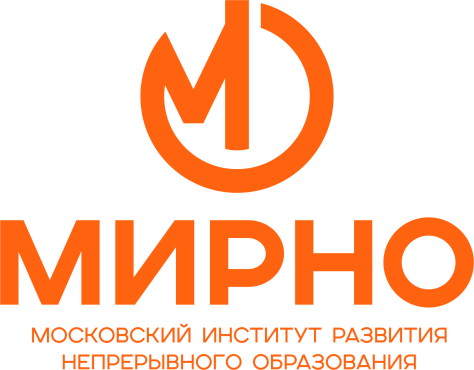 МИРНО
МОСКОВСКИЙ ИНСТИТУТ РАЗВИТИЯ
НЕПРЕРЫВНОГО ОБРАЗОВАНИЯ